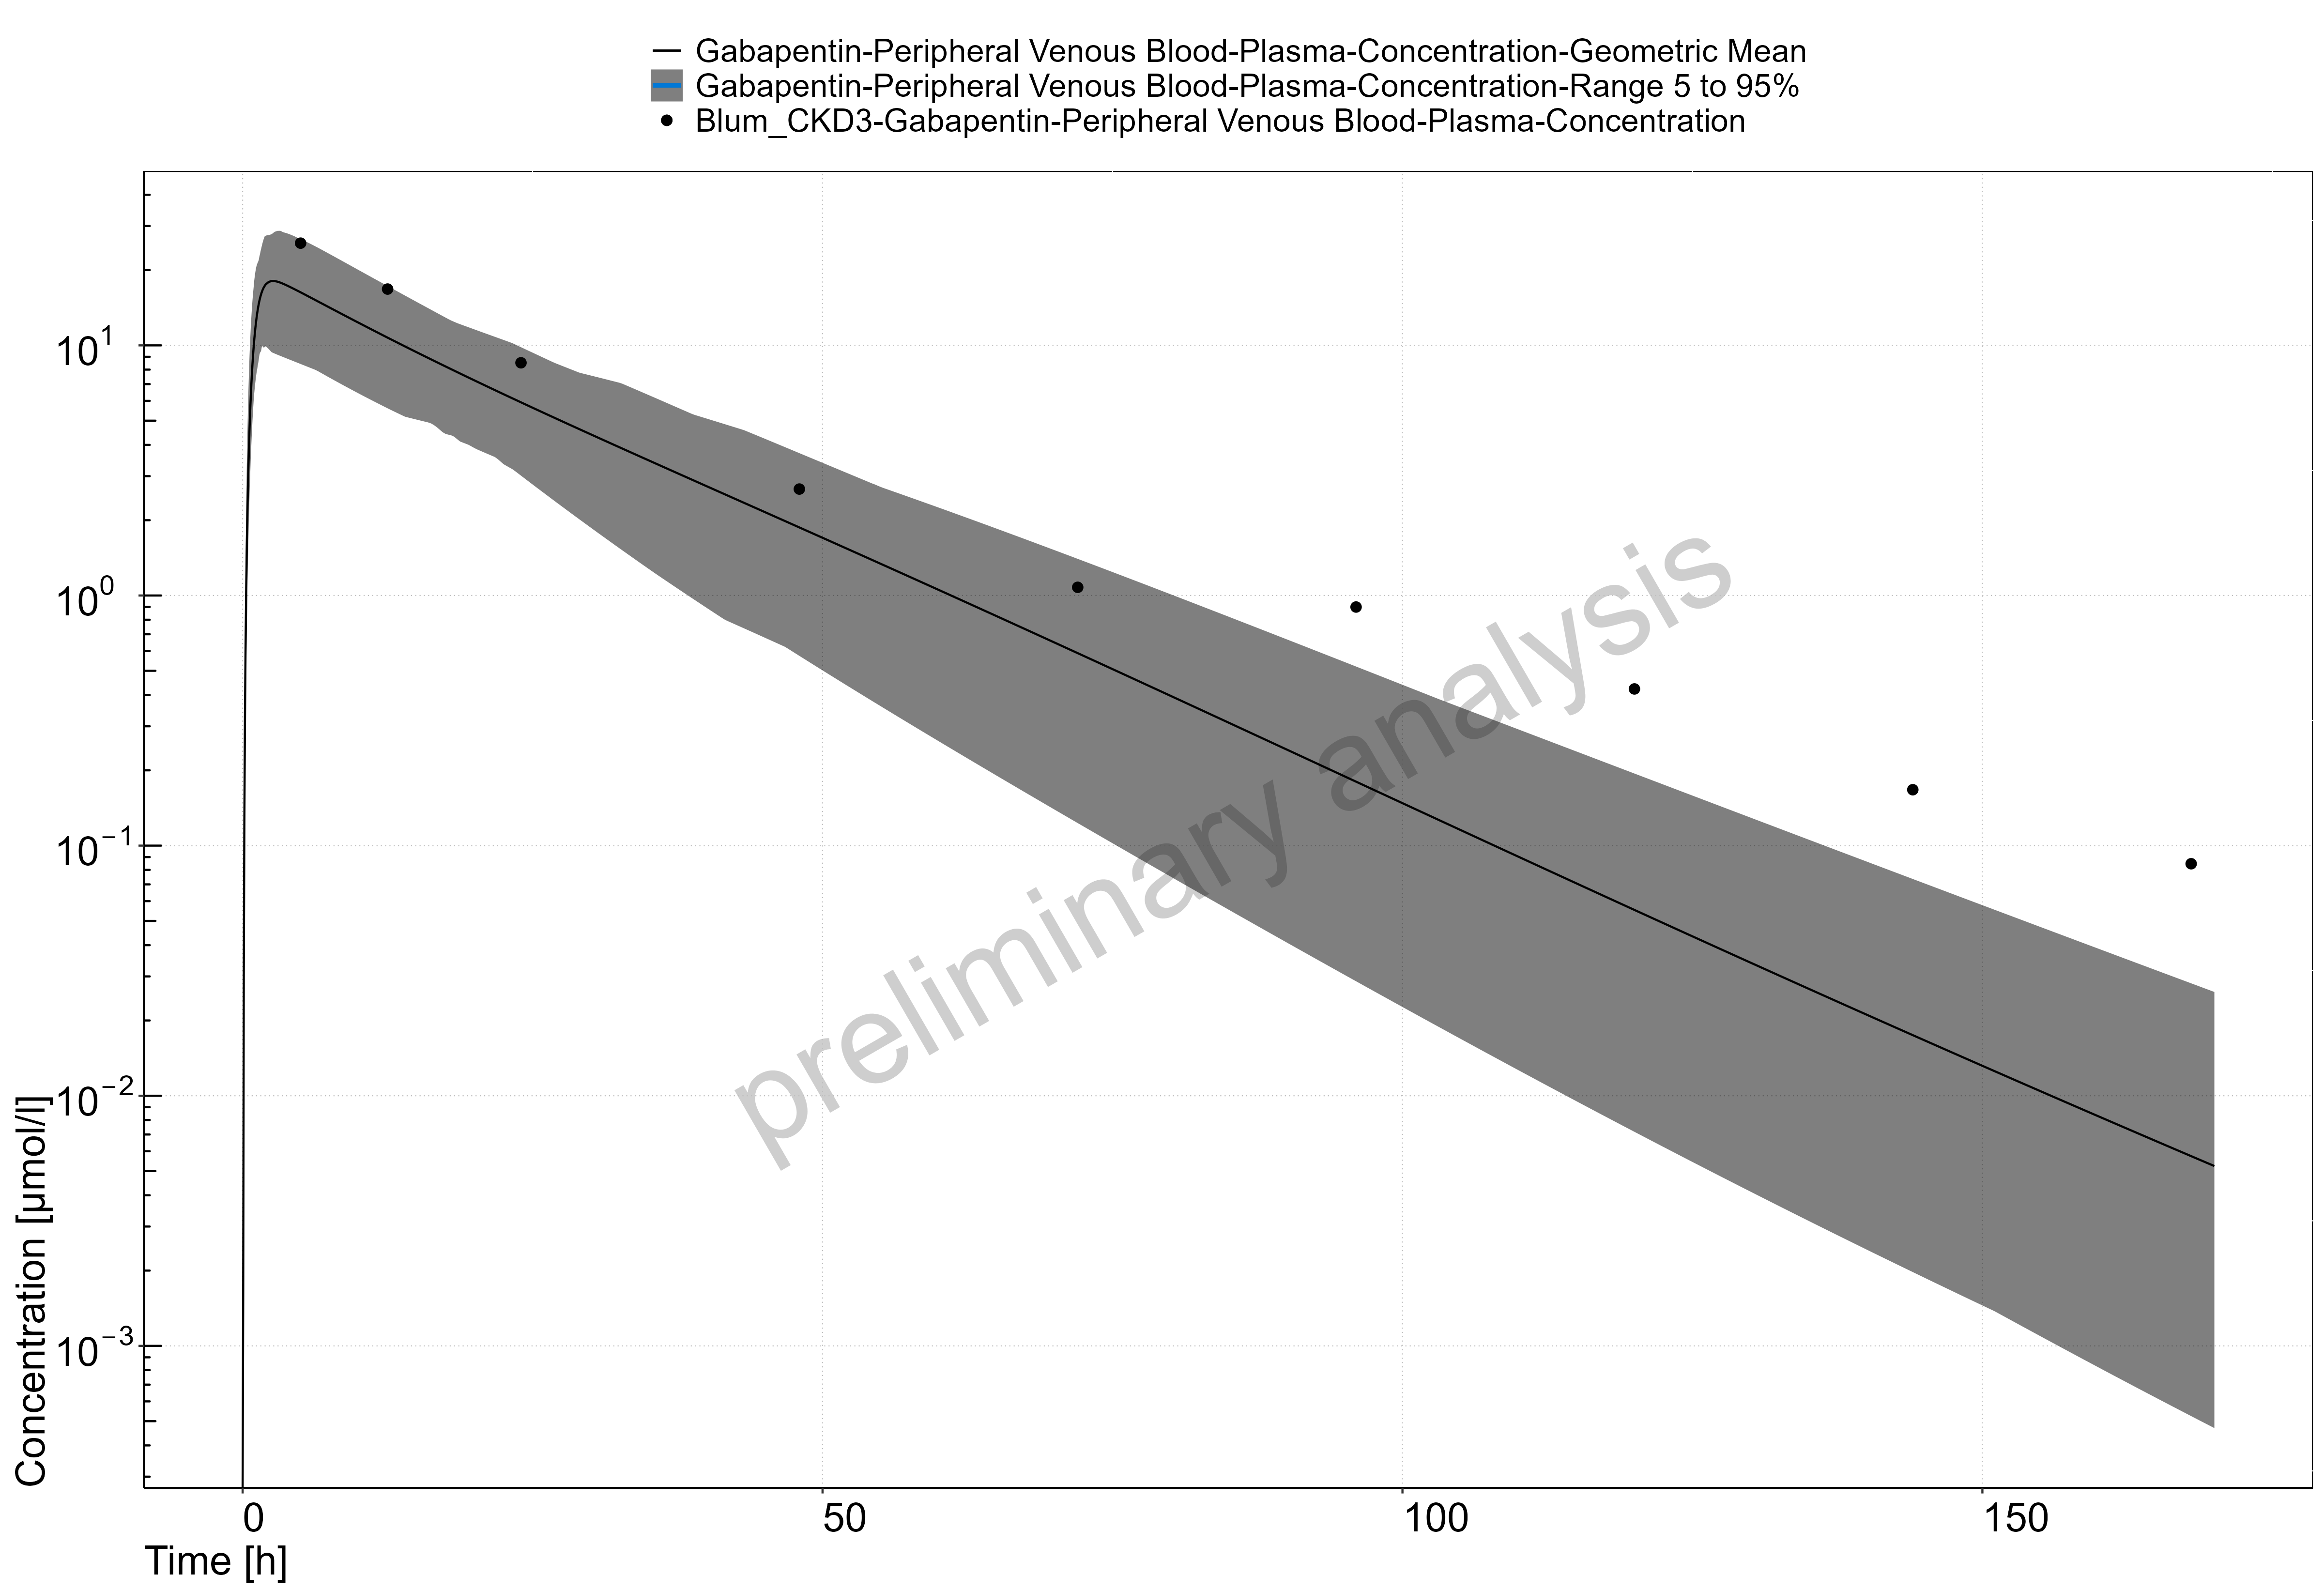 Gabapentin-Peripheral Venous Blood-Plasma-Concentration-Geometric Mean
Gabapentin-Peripheral Venous Blood-Plasma-Concentration-Range 5 to 95%
Blum_CKD3-Gabapentin-Peripheral Venous Blood-Plasma-Concentration
Concentration [µmol/l]
10^1
10^0
10^−1
10^−2
10^−3
preliminary analysis
0 50 100 150
Time [h]